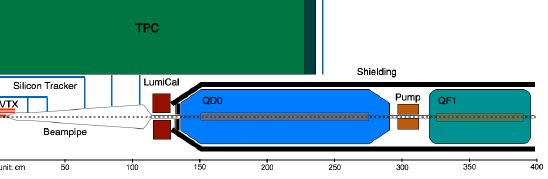 TPC
Shielding
Silicon Tracker
LumiCal
VTX
QD0
Pump
QF1
Beampipe
unit: cm 50 100 150 200 250 300 350 400